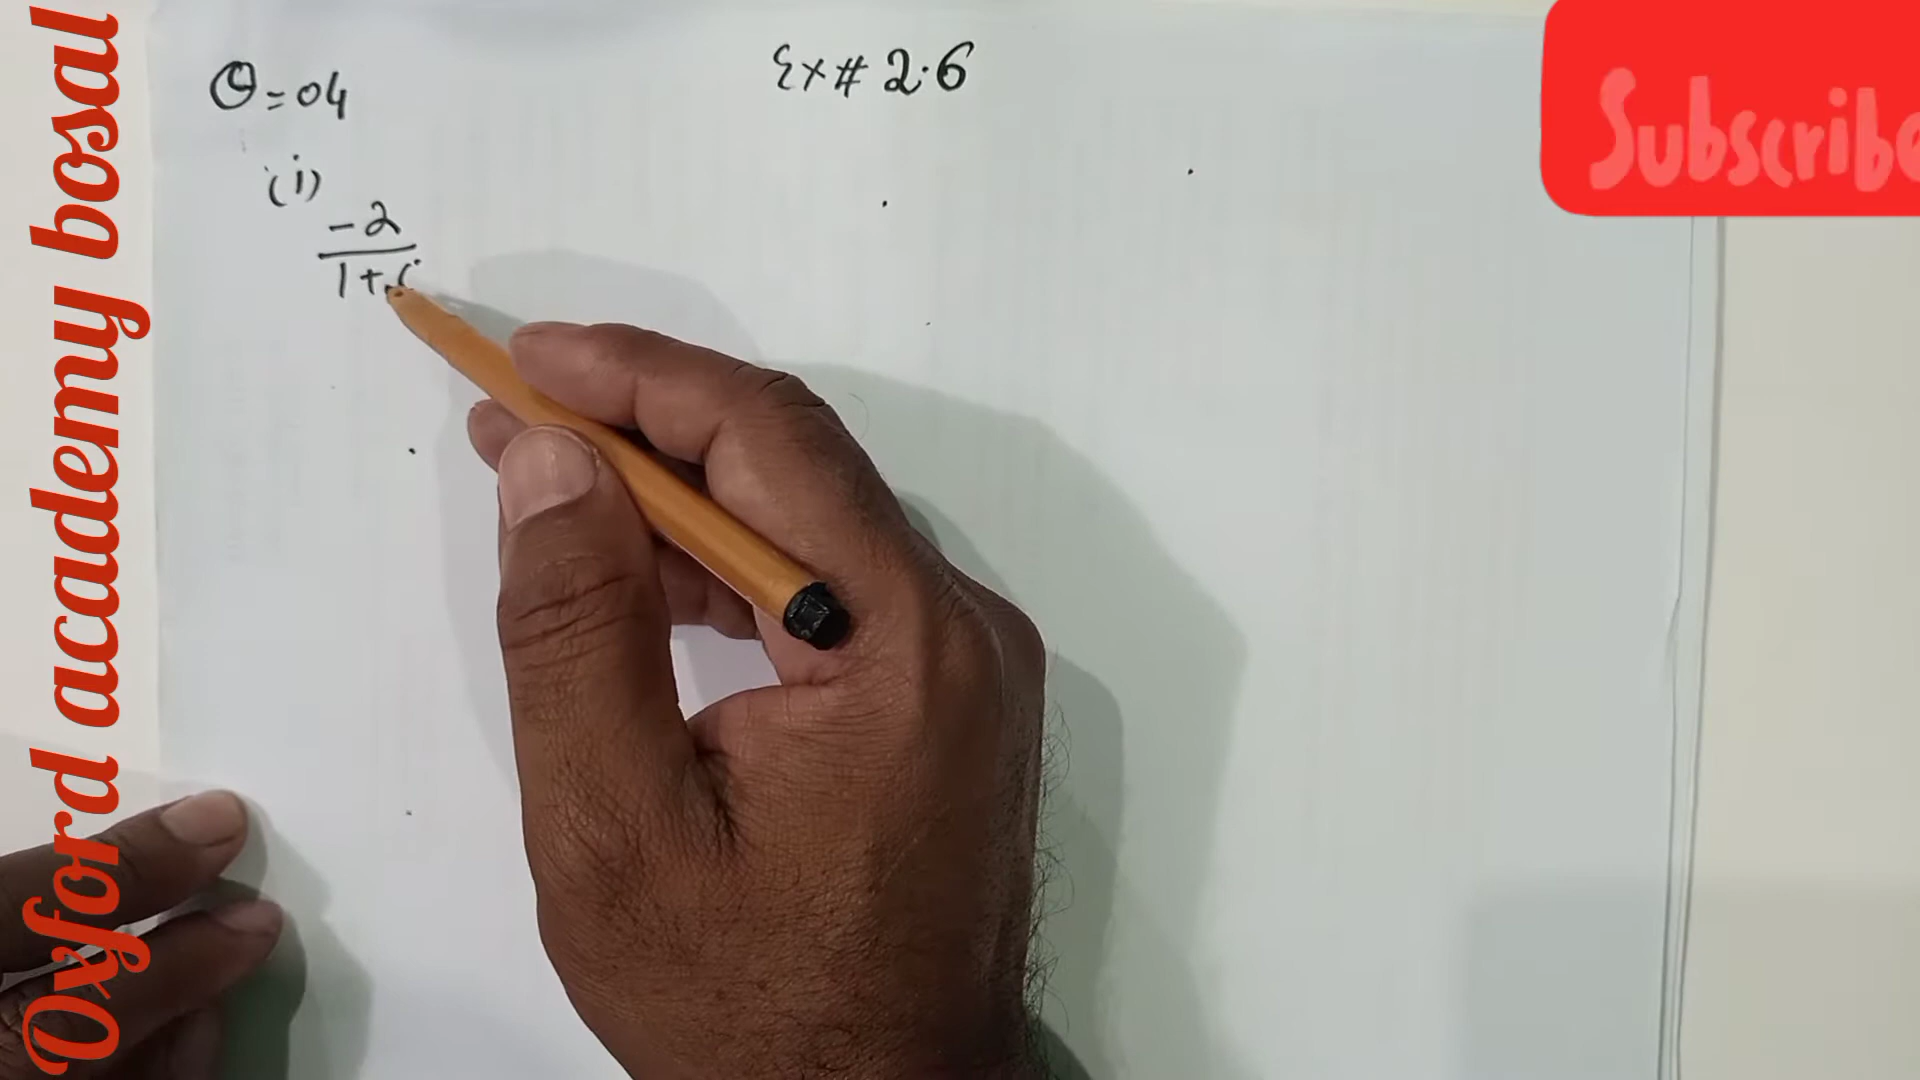 Ex# 2.6
Q=04
(i)
-2
1+i
Subscribe
Oxford academy bosal